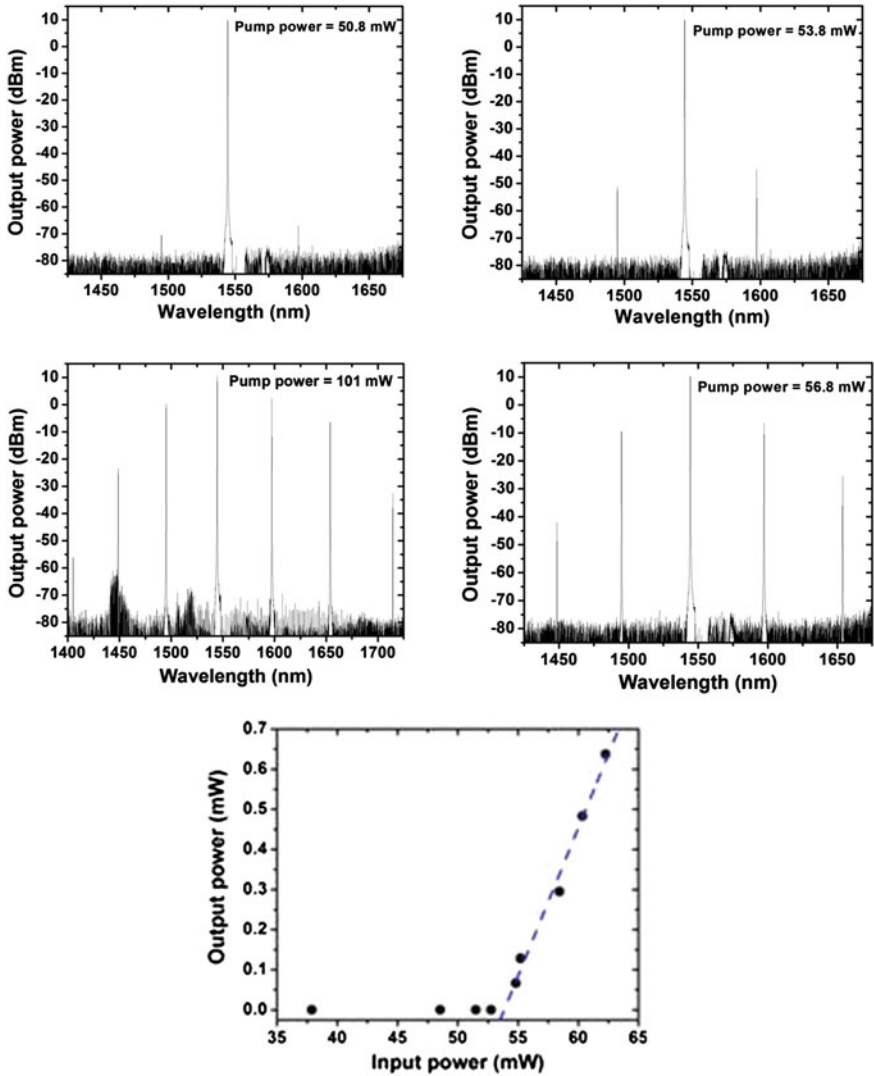 Pump power = 50.8 mW
Output power (dBm)
10
0
-10
-20
-30
-40
-50
-60
-70
-80
1450 1500 1550 1600 1650
Wavelength (nm)
Pump power = 53.8 mW
Output power (dBm)
10
0
-10
-20
-30
-40
-50
-60
-70
-80
1450 1500 1550 1600 1650
Wavelength (nm)
Pump power = 101 mW
Output power (dBm)
10
0
-10
-20
-30
-40
-50
-60
-70
-80
1400 1450 1500 1550 1600 1650 1700
Wavelength (nm)
Pump power = 56.8 mW
Output power (dBm)
10
0
-10
-20
-30
-40
-50
-60
-70
-80
1450 1500 1550 1600 1650
Wavelength (nm)
Output power (mW)
0.7
0.6
0.5
0.4
0.3
0.2
0.1
0.0
35 40 45 50 55 60 65
Input power (mW)